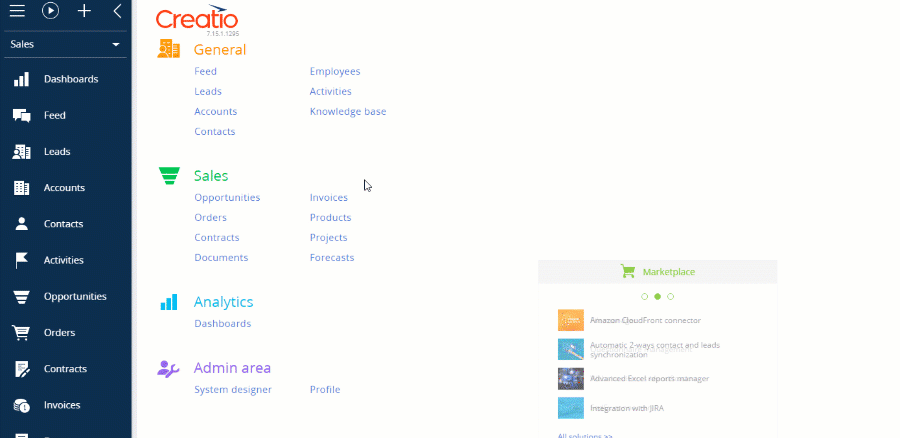 Sales
Dashboards
Feed
Leads
Accounts
Contacts
Activities
Opportunities
Orders
Contracts
Invoices
Creatio
7.15.1.1295
General
Feed
Employees
Leads
Activities
Accounts
Knowledge base
Contacts
Sales
Opportunities
Invoices
Orders
Products
Contracts
Projects
Documents
Forecasts
Analytics
Dashboards
Admin area
System designer
Profile
Marketplace
Amazon CloudFront connector
Automatic 2-ways contact and leads
synchronization
Advanced Excel reports manager
Integration with JIRA
All solutions >>